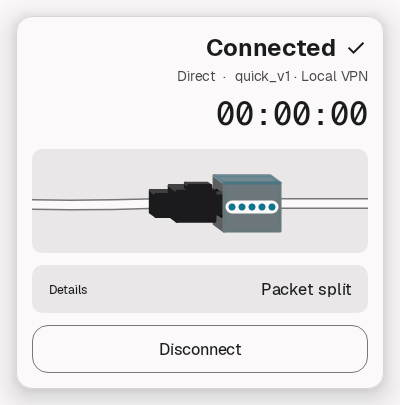 Connected ✓
Direct · quick_v1 · Local VPN
00:00:00
Details Packet split
Disconnect